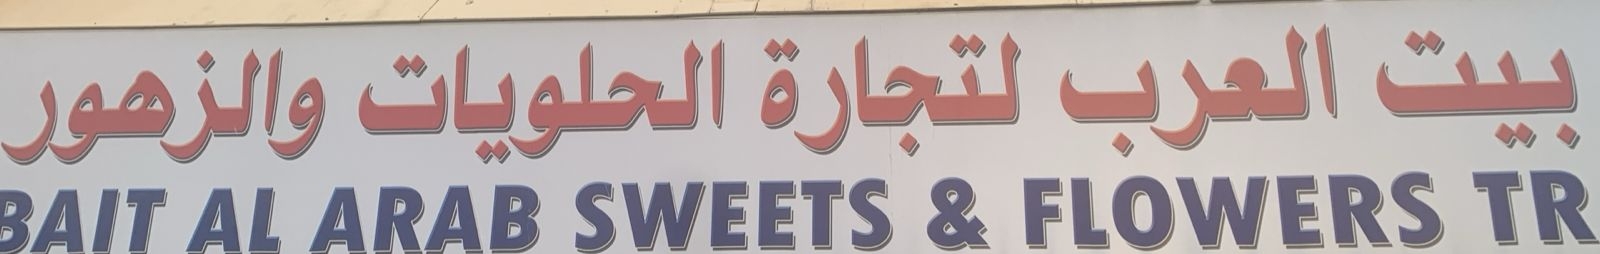 بيت العرب لتجارة الحلويات والزهور
BAIT AL ARAB SWEETS & FLOWERS TR